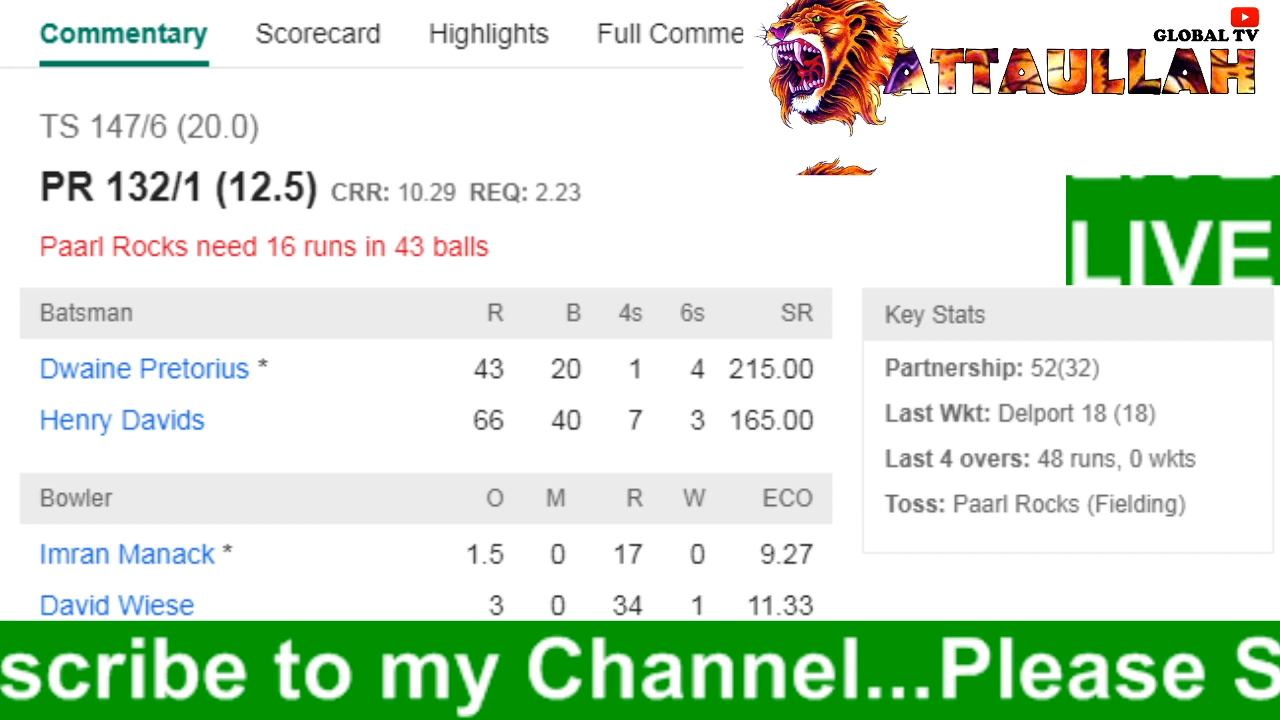 Commentary Scorecard Highlights Full Comme
GLOBAL TV
ATTAULLAH
TS 147/6 (20.0)
PR 132/1 (12.5) CRR: 10.29 REQ: 2.23
LIVE
Paarl Rocks need 16 runs in 43 balls
Batsman R B 4s 6s SR
Dwaine Pretorius * 43 20 1 4 215.00
Henry Davids 66 40 7 3 165.00
Key Stats
Partnership: 52(32)
Last Wkt: Delport 18 (18)
Last 4 overs: 48 runs, 0 wkts
Toss: Paarl Rocks (Fielding)
Bowler O M R W ECO
Imran Manack * 1.5 0 17 0 9.27
David Wiese 3 0 34 1 11.33
scribe to my Channel...Please S